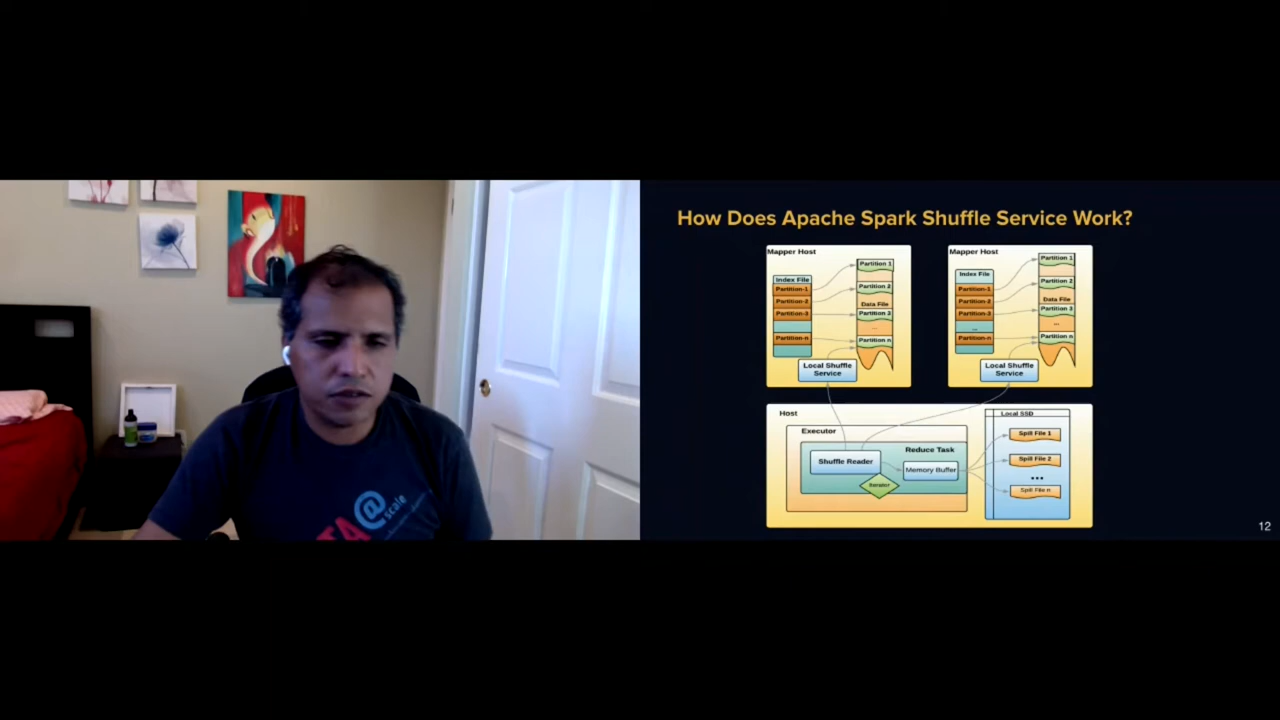 TA@
scale
How Does Apache Spark Shuffle Service Work?
Mapper Host
Index File
Partition-1
Partition-2
Partition-3
Partition-n
Partition 1
Partition 2
Data File
Partition 3
...
Partition n
Local Shuffle
Service
Mapper Host
Index File
Partition-1
Partition-2
Partition-3
...
Partition-n
Partition 1
Partition 2
Data File
Partition 3
...
Partition n
Local Shuffle
Service
Host
Executor
Reduce Task
Shuffle Reader
Memory Buffer
Iterator
Local SSD
Spill File 1
Spill File 2
...
Spill File n
12